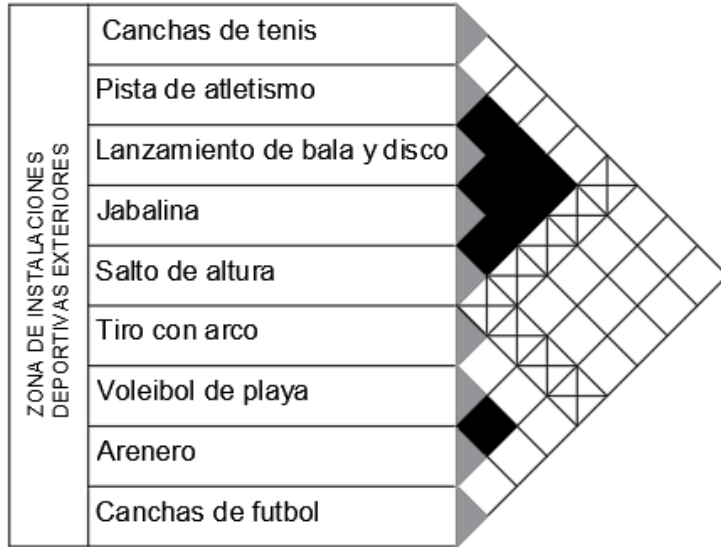 ZONA DE INSTALACIONES
DEPORTIVAS EXTERIORES
Canchas de tenis
Pista de atletismo
Lanzamiento de bala y disco
Jabalina
Salto de altura
Tiro con arco
Voleibol de playa
Arenero
Canchas de futbol